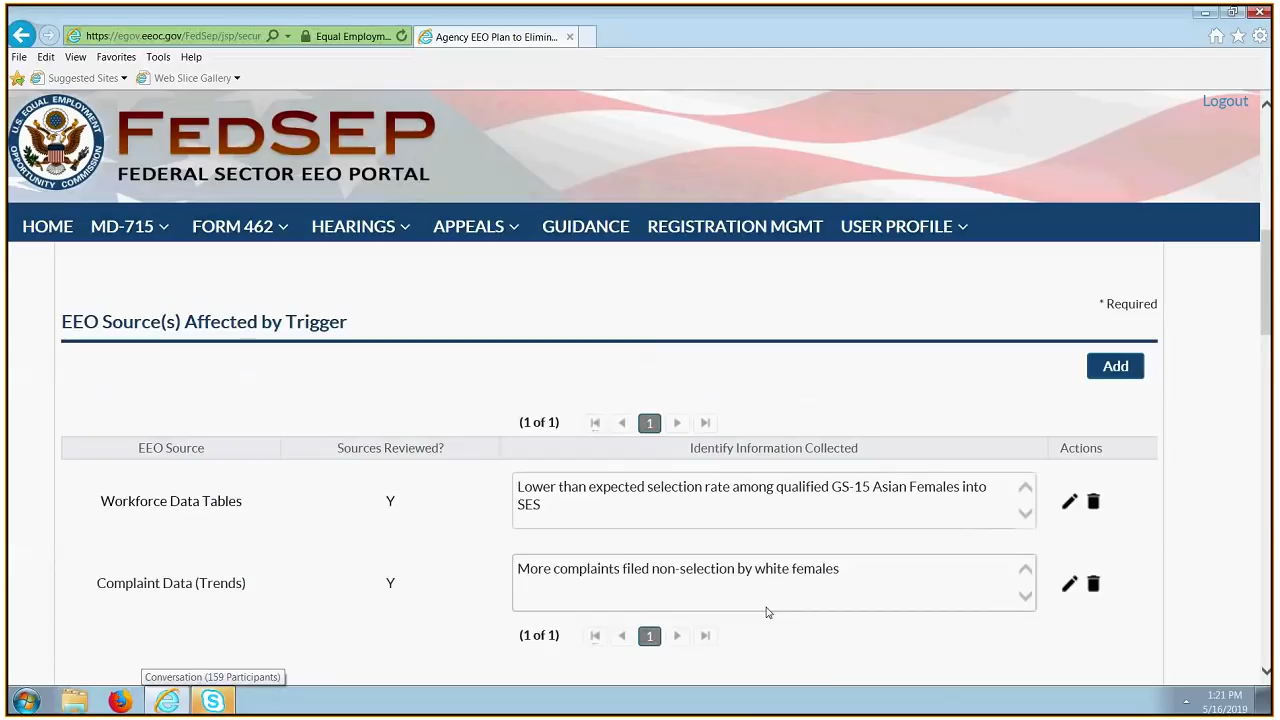 https://egov.eeoc.gov/FedSep/jsp/secur
Equal Employm...
Agency EEO Plan to Elimin...
File Edit View Favorites Tools Help
Suggested Sites
Web Slice Gallery
Logout
U.S. EQUAL EMPLOYMENT OPPORTUNITY COMMISSION
FEDSEP
FEDERAL SECTOR EEO PORTAL
HOME MD-715 FORM 462 HEARINGS APPEALS GUIDANCE REGISTRATION MGMT USER PROFILE
* Required
EEO Source(s) Affected by Trigger
Add
(1 of 1) 1
EEO Source Sources Reviewed? Identify Information Collected Actions
Workforce Data Tables Y Lower than expected selection rate among qualified GS-15 Asian Females into
SES
Complaint Data (Trends) Y More complaints filed non-selection by white females
(1 of 1) 1
Conversation (159 Participants)
1:21 PM
5/16/2019